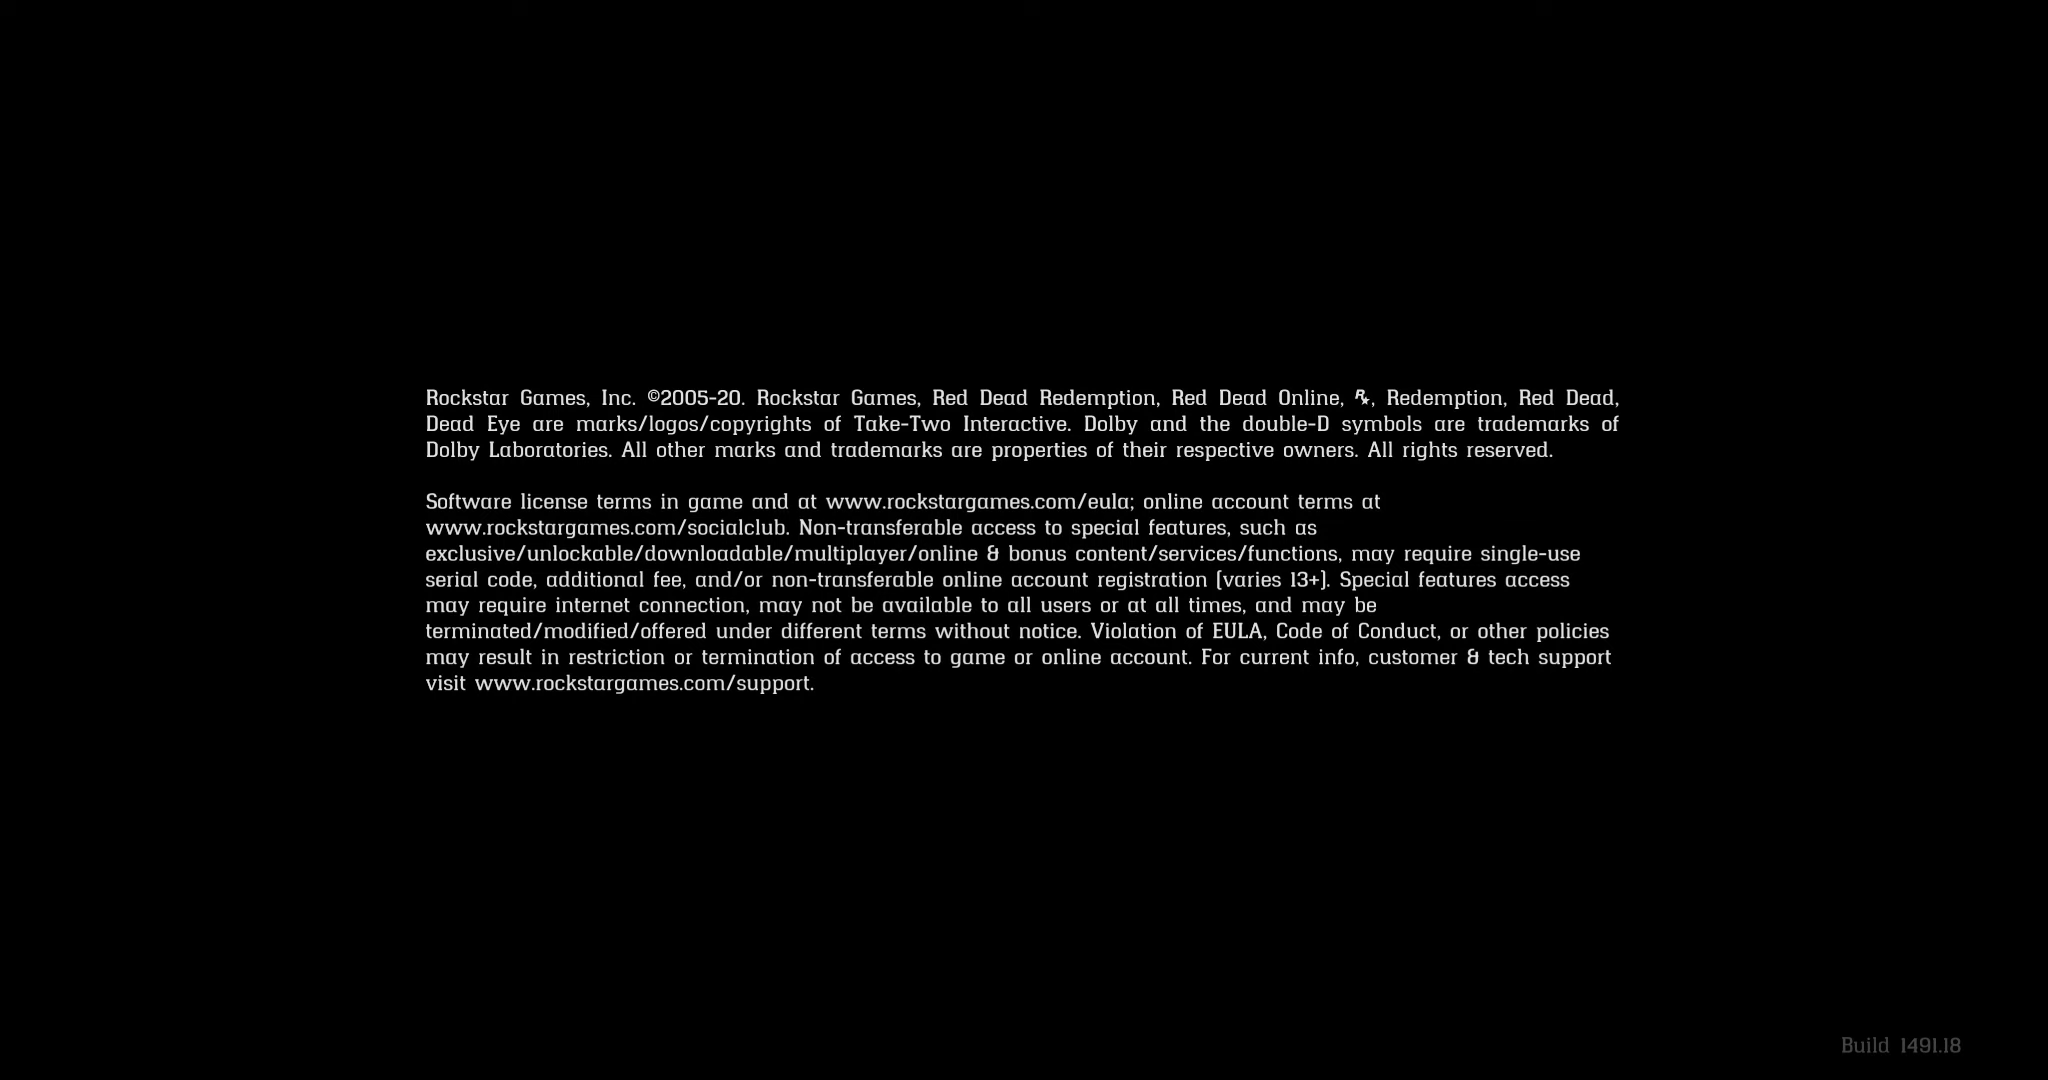 Rockstar Games, Inc. ©2005-20. Rockstar Games, Red Dead Redemption, Red Dead Online, R★, Redemption, Red Dead,
Dead Eye are marks/logos/copyrights of Take-Two Interactive. Dolby and the double-D symbols are trademarks of
Dolby Laboratories. All other marks and trademarks are properties of their respective owners. All rights reserved.
Software license terms in game and at www.rockstargames.com/eula; online account terms at
www.rockstargames.com/socialclub. Non-transferable access to special features, such as
exclusive/unlockable/downloadable/multiplayer/online & bonus content/services/functions, may require single-use
serial code, additional fee, and/or non-transferable online account registration (varies 13+). Special features access
may require internet connection, may not be available to all users or at all times, and may be
terminated/modified/offered under different terms without notice. Violation of EULA, Code of Conduct, or other policies
may result in restriction or termination of access to game or online account. For current info, customer & tech support
visit www.rockstargames.com/support.
Build 1491.18